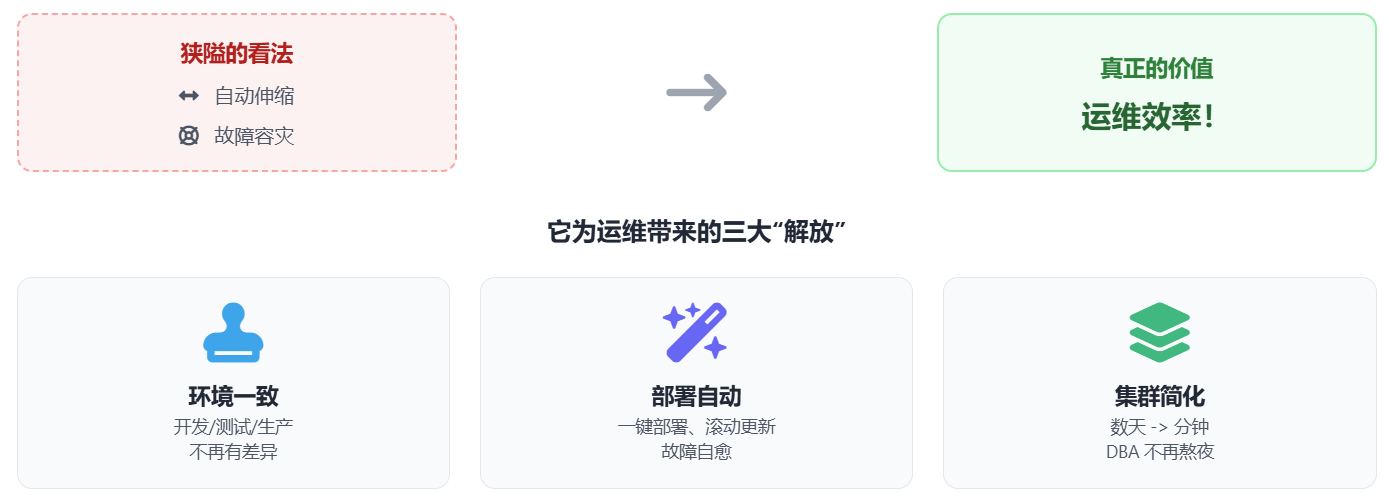 狭隘的看法
自动伸缩
故障容灾
真正的价值
运维效率！
它为运维带来的三大“解放”
环境一致
开发/测试/生产
不再有差异
部署自动
一键部署、滚动更新
故障自愈
集群简化
数天 -> 分钟
DBA 不再熬夜